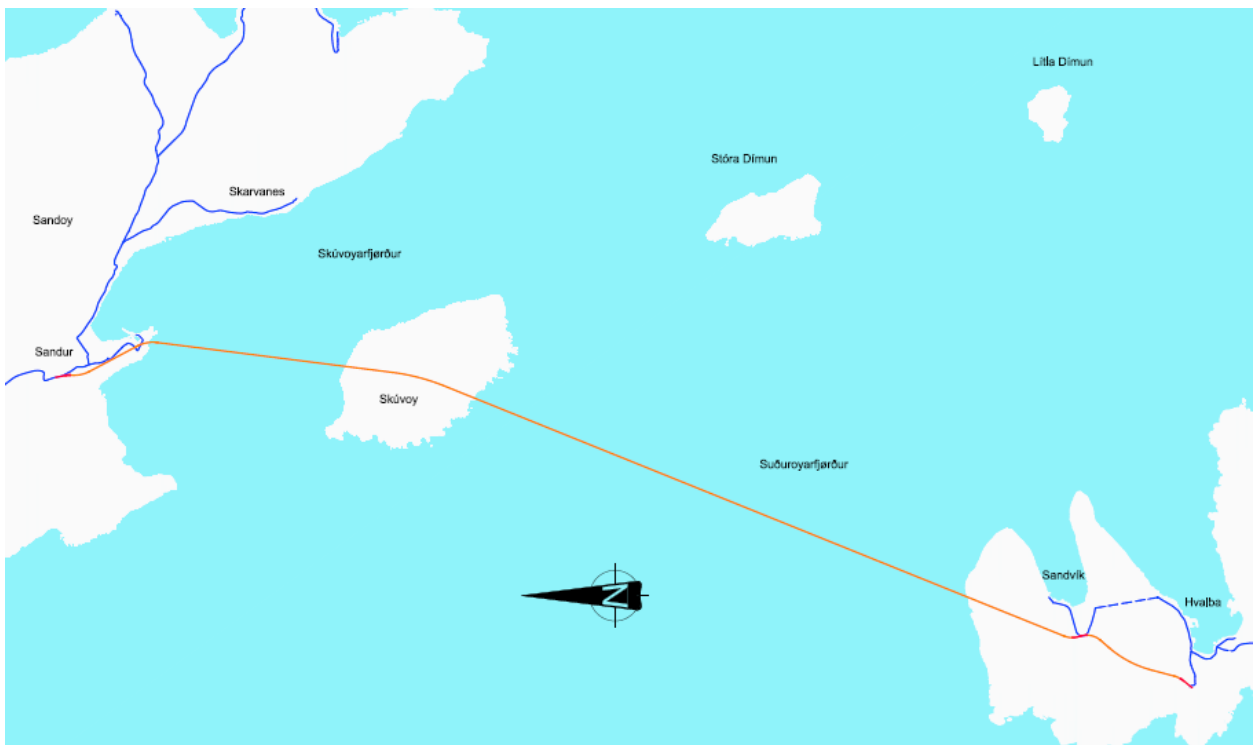 Lítla Dímun
Stóra Dímun
Skarvanes
Sandoy
Skúvoyarfjørður
Sandur
Skúvoy
Suðuroyarfjørður
Sandvík
N
Hvalba